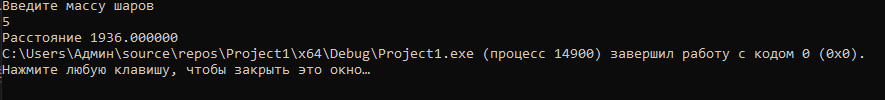 Введите массу шаров
5
Расстояние 1936.000000
C:\Users\Админ\source\repos\Project1\x64\Debug\Project1.exe (процесс 14900) завершил работу с кодом 0 (0x0).
Нажмите любую клавишу, чтобы закрыть это окно…